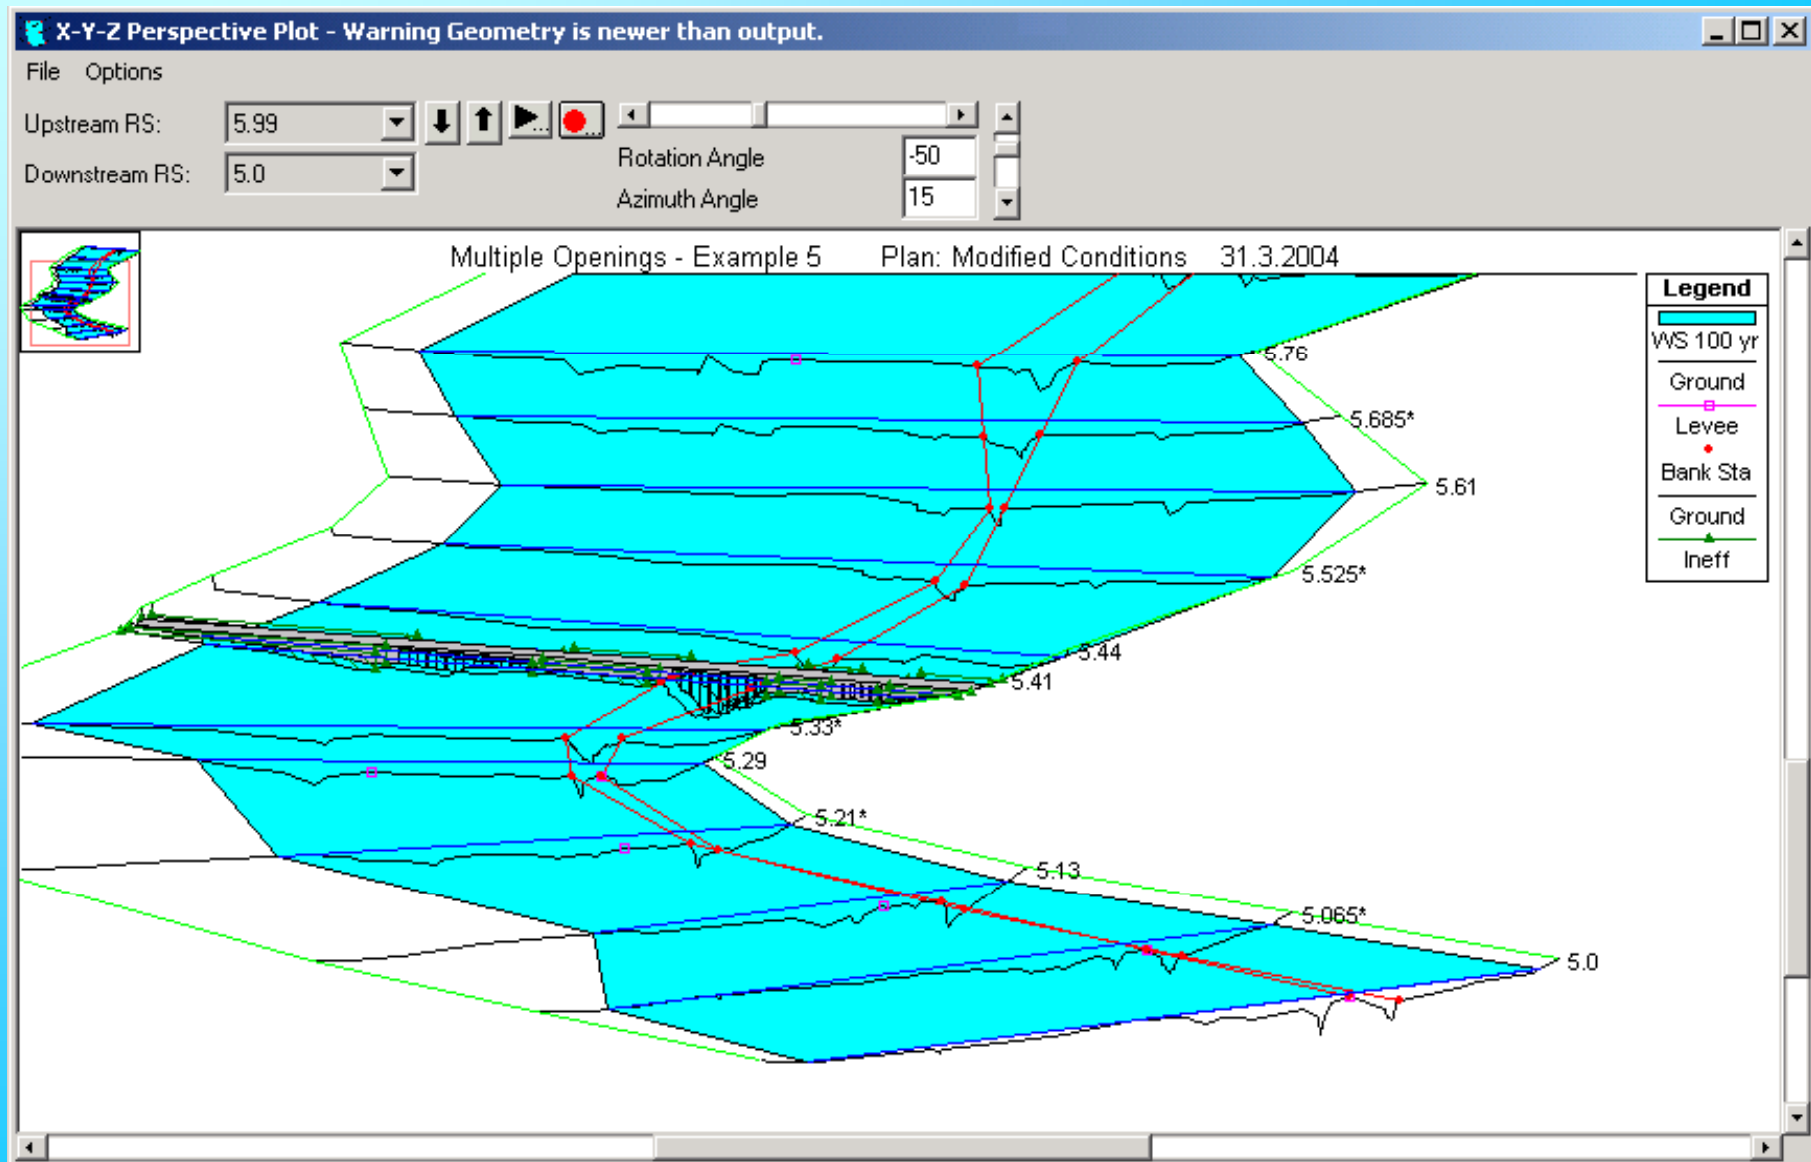 X-Y-Z Perspective Plot - Warning Geometry is newer than output.
File Options
Upstream RS: 5.99
Downstream RS: 5.0
Rotation Angle -50
Azimuth Angle 15
Multiple Openings - Example 5 Plan: Modified Conditions 31.3.2004
Legend
WS 100 yr
Ground
Levee
Bank Sta
Ground
Ineff
5.76
5.685*
5.61
5.525*
5.44
5.41
5.33*
5.29
5.21*
5.13
5.065*
5.0